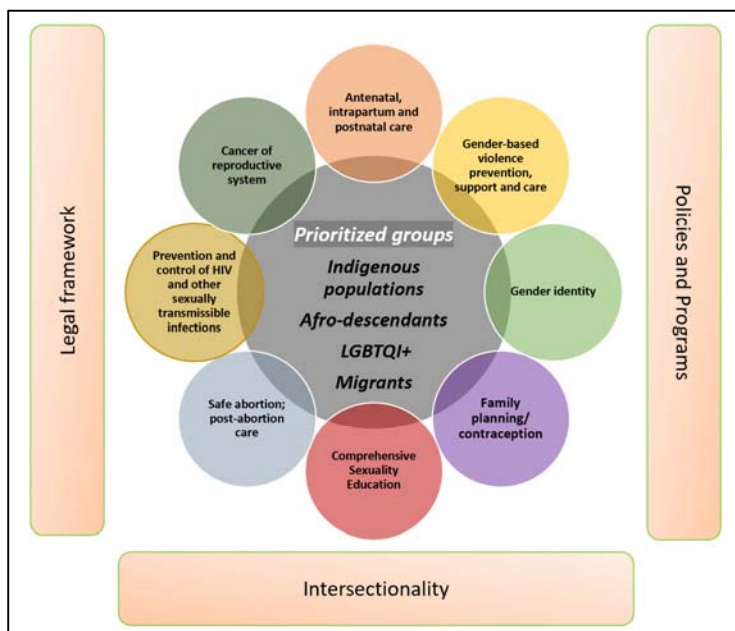 Legal framework
Antenatal,
intrapartum and
postnatal care
Gender-based
violence
prevention,
support and care
Gender identity
Family
planning/
contraception
Comprehensive
Sexuality
Education
Safe abortion;
post-abortion
care
Prevention and
control of HIV
and other
sexually
transmissible
infections
Cancer of
reproductive
system
Prioritized groups
Indigenous
populations
Afro-descendants
LGBTQI+
Migrants
Policies and Programs
Intersectionality